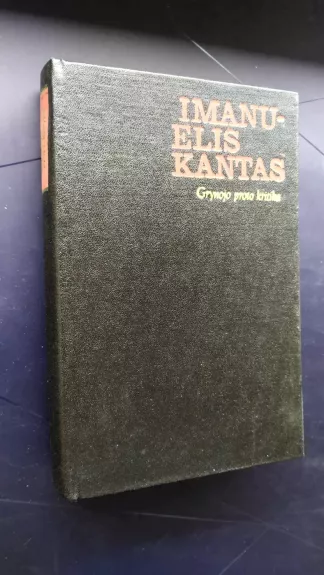 IMANU-
ELIS
KANTAS
Grynojo proto kritika